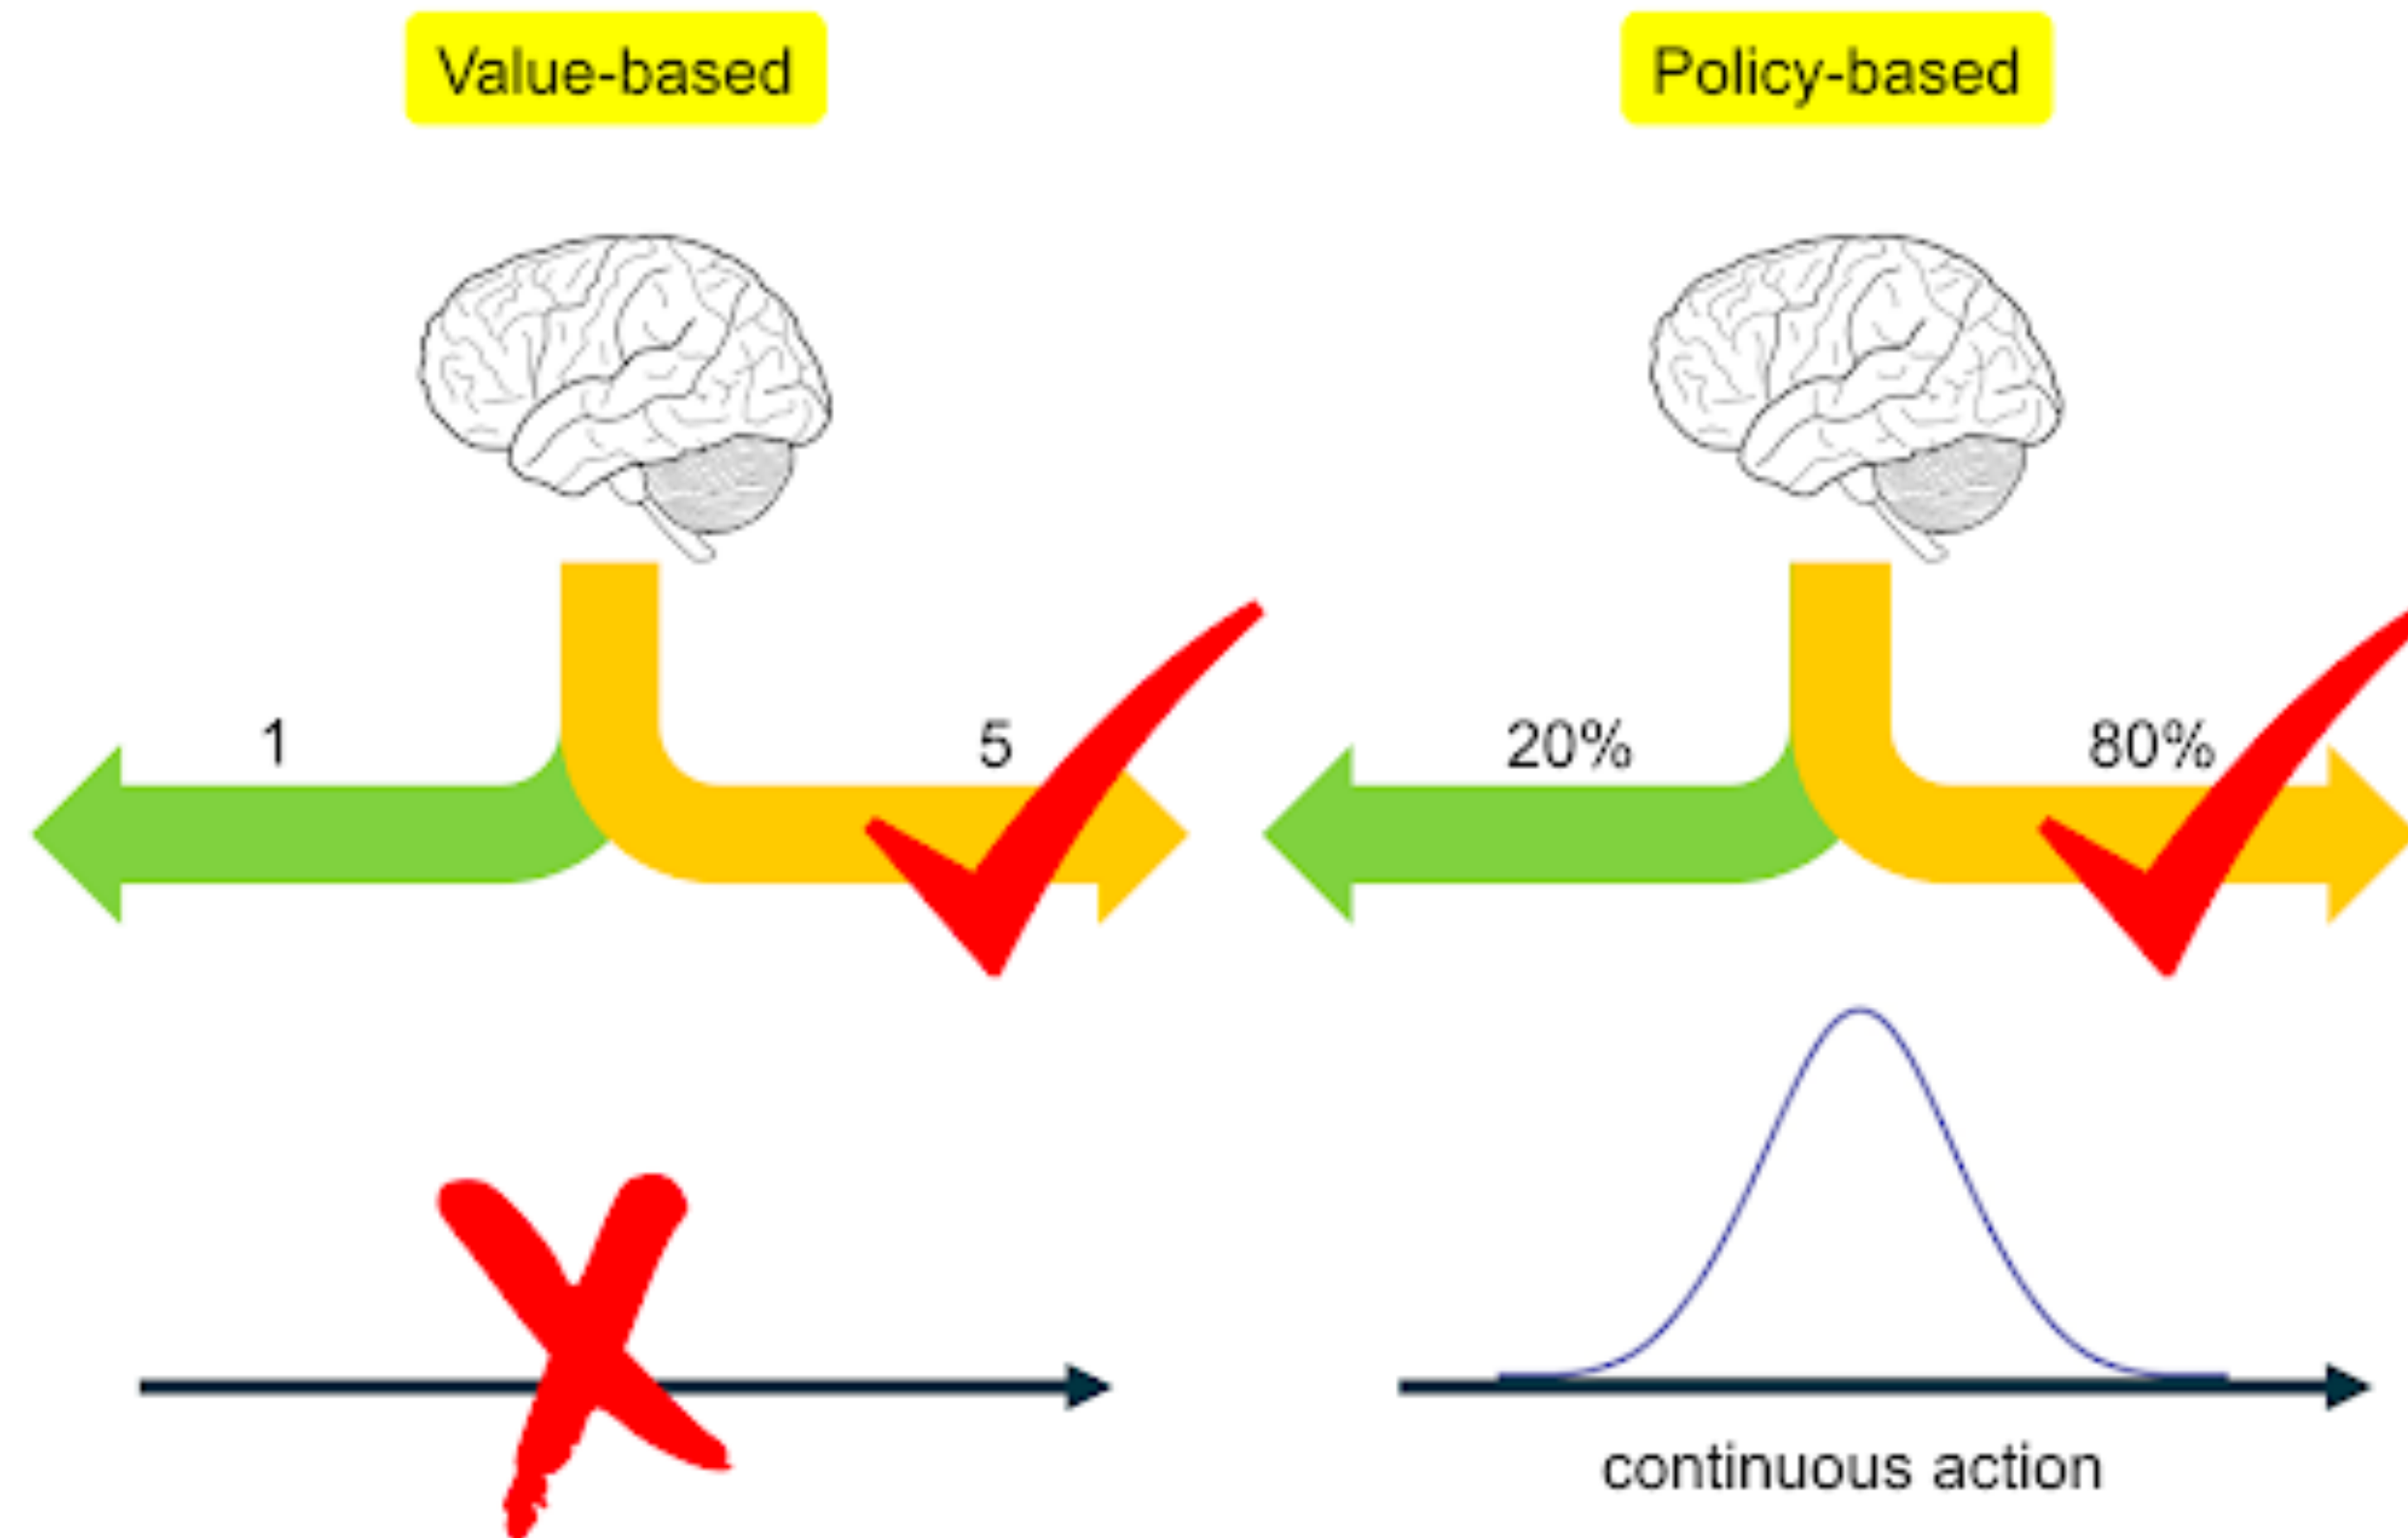 Value-based
Policy-based
1
5
20%
80%
continuous action